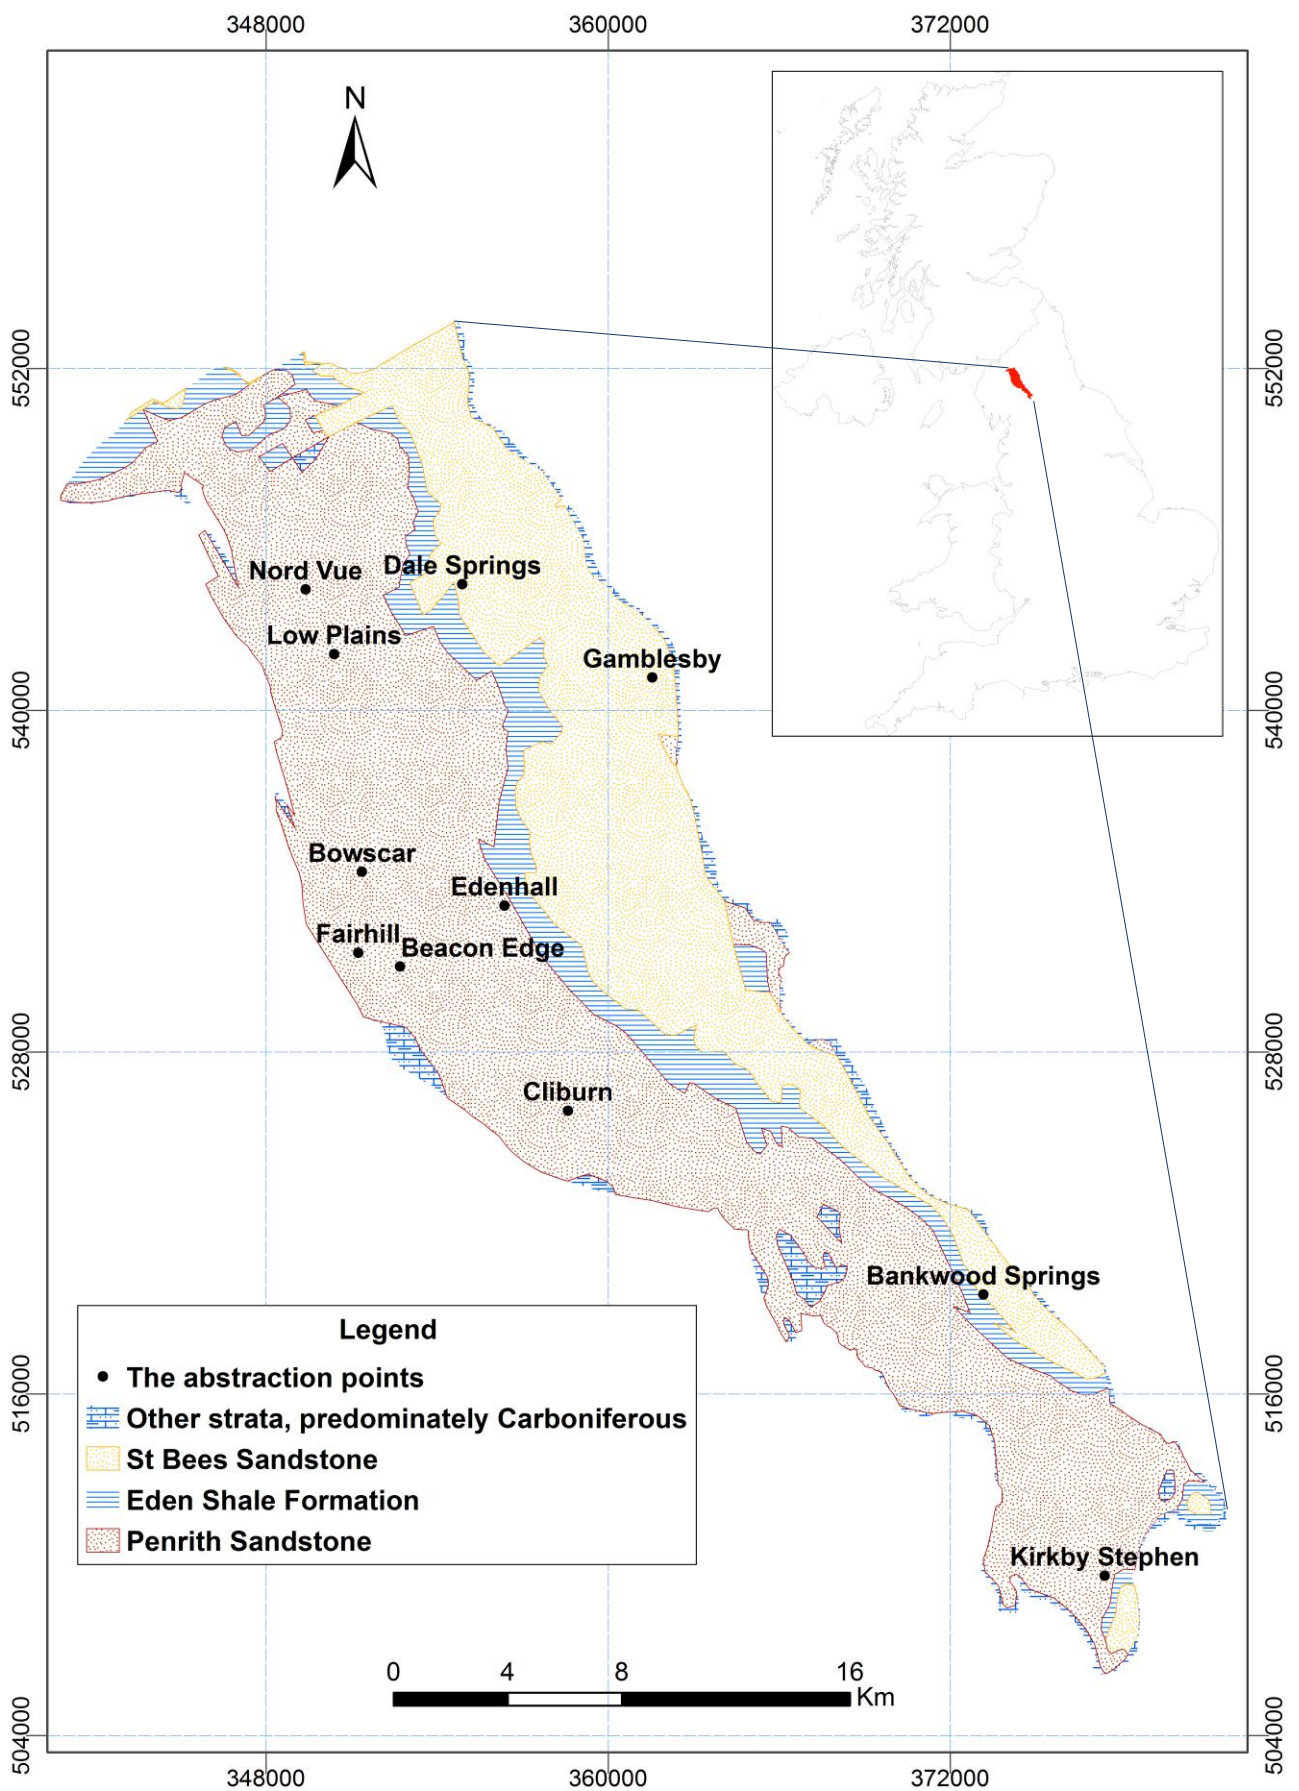 348000 360000 372000
N
552000 552000
Nord Vue Dale Springs
Low Plains
Gamblesby
540000 540000
Bowscar
Edenhall
Fairhill
Beacon Edge
528000 528000
Cliburn
Bankwood Springs
Legend
The abstraction points
Other strata, predominately Carboniferous
St Bees Sandstone
Eden Shale Formation
Penrith Sandstone
516000 516000
Kirkby Stephen
0 4 8 16
Km
504000 504000
348000 360000 372000